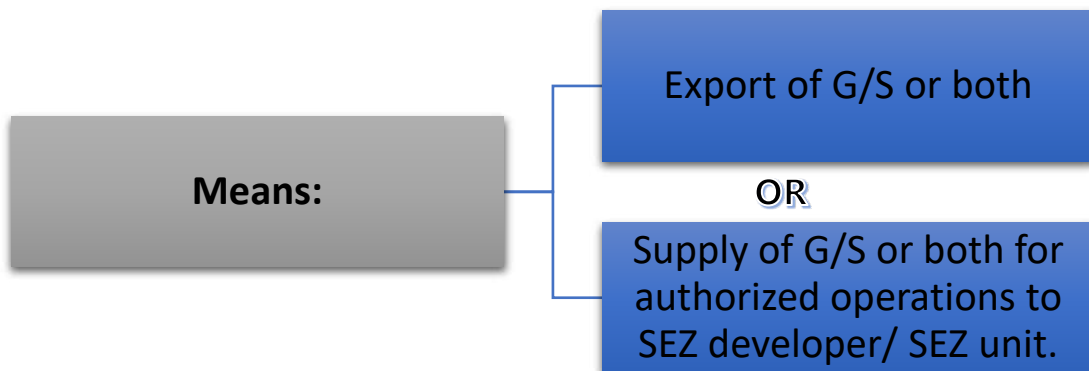 Means:
Export of G/S or both
OR
Supply of G/S or both for
authorized operations to
SEZ developer/ SEZ unit.